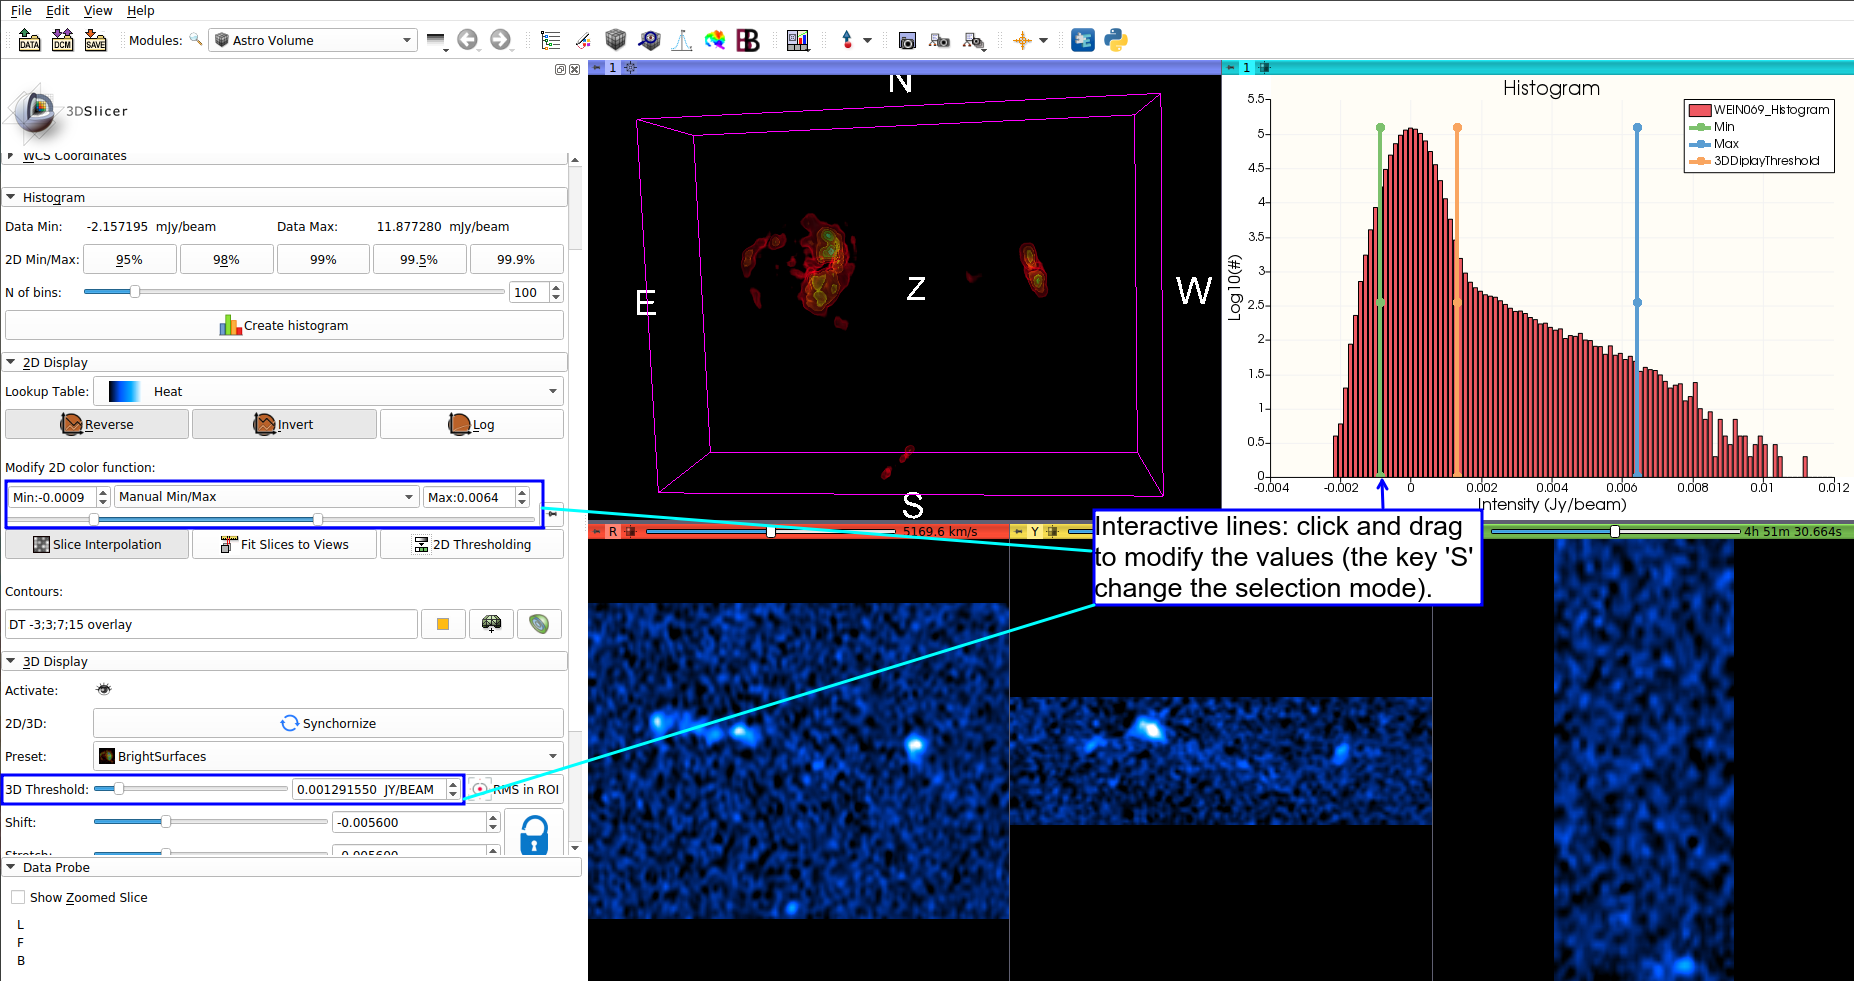 File Edit View Help
DATA DCM SAVE Modules: Astro Volume
3DSlicer
WCS Coordinates
Histogram
Data Min: -2.157195 mJy/beam Data Max: 11.877280 mJy/beam
2D Min/Max: 95% 98% 99% 99.5% 99.9%
N of bins: 100
Create histogram
2D Display
Lookup Table: Heat
Reverse Invert Log
Modify 2D color function:
Min:-0.0009 Manual Min/Max Max:0.0064
Slice Interpolation Fit Slices to Views 2D Thresholding
Contours:
DT -3;3;7;15 overlay
3D Display
Activate:
2D/3D: Synchornize
Preset: BrightSurfaces
3D Threshold: 0.001291550 JY/BEAM RMS in ROI
Shift: -0.005600
Stretch: -0.005600
Data Probe
Show Zoomed Slice
L
F
B
1
N
E
Z
W
S
1
Histogram
WEIN069_Histogram
Min
Max
3DDiplayThreshold
Log10(#)
5.5
5
4.5
4
3.5
3
2.5
2
1.5
1
0.5
0
-0.004 -0.002 0 0.002 0.004 0.006 0.008 0.01 0.012
Intensity (Jy/beam)
R 5169.6 km/s
Y
4h 51m 30.664s
Interactive lines: click and drag
to modify the values (the key 'S'
change the selection mode).